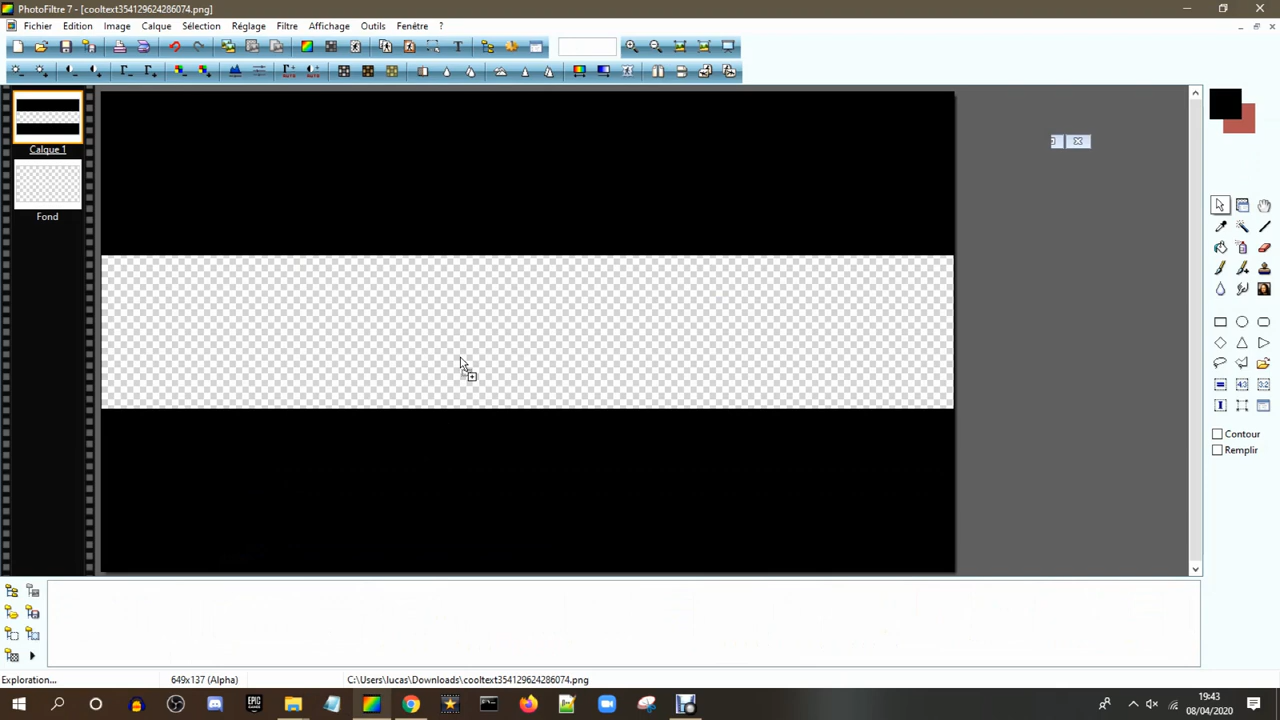 PhotoFiltre 7 - [cooltext354129624286074.png]
Fichier Edition Image Calque Sélection Réglage Filtre Affichage Outils Fenêtre ?
Calque 1
Fond
Contour
Remplir
Exploration... 649x137 (Alpha) C:\Users\lucas\Downloads\cooltext354129624286074.png
19:43
08/04/2020